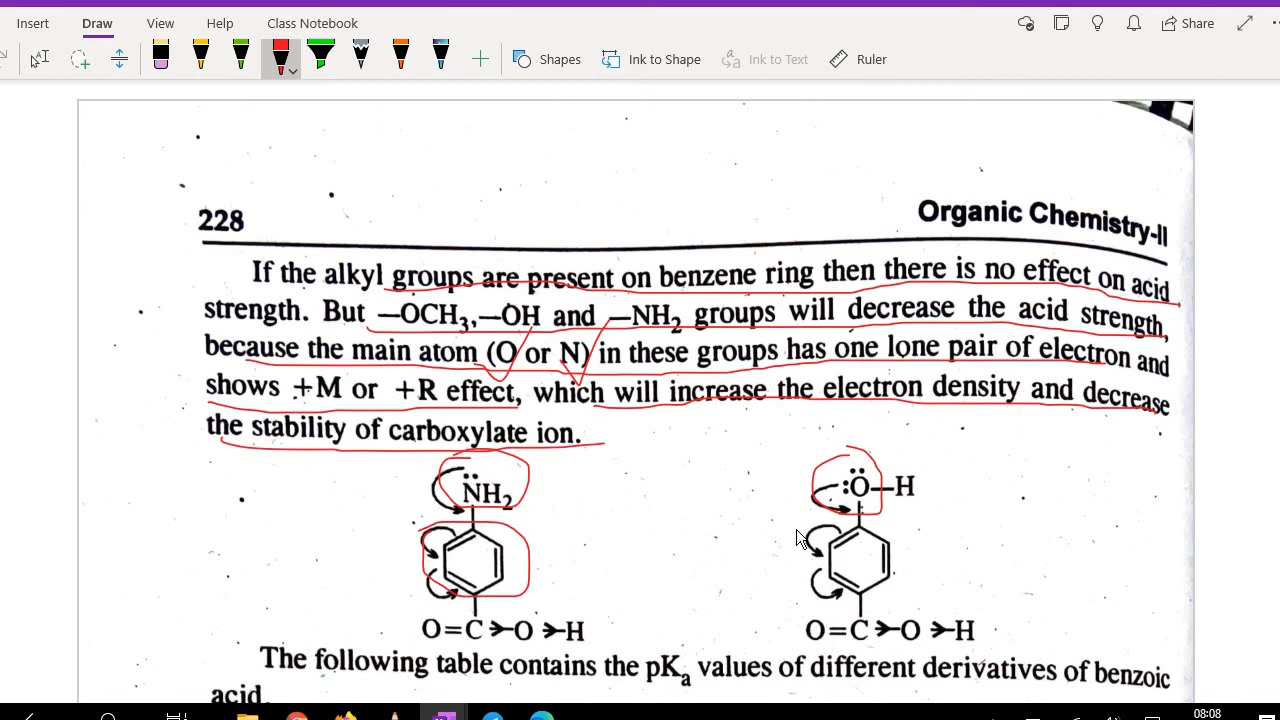 Insert Draw View Help Class Notebook Share
Shapes Ink to Shape Ink to Text Ruler
228 Organic Chemistry-II
If the alkyl groups are present on benzene ring then there is no effect on acid
strength. But —OCH₃,—OH and —NH₂ groups will decrease the acid strength,
because the main atom (O or N) in these groups has one lone pair of electron and
shows +M or +R effect, which will increase the electron density and decrease
the stability of carboxylate ion.
N̈H₂ :Ö—H
O=C➤O➤H O=C➤O➤H
The following table contains the pKₐ values of different derivatives of benzoic
acid.
08:08